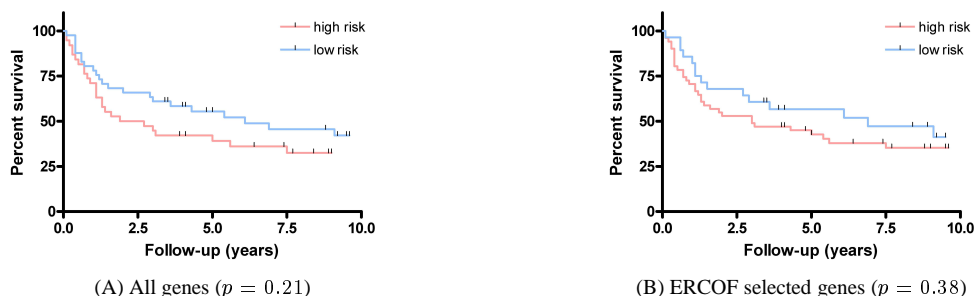 100
75
50
25
0
0.0 2.5 5.0 7.5 10.0
Percent survival
Follow-up (years)
high risk
low risk
(A) All genes (p = 0.21)
100
75
50
25
0
0.0 2.5 5.0 7.5 10.0
Percent survival
Follow-up (years)
high risk
low risk
(B) ERCOF selected genes (p = 0.38)